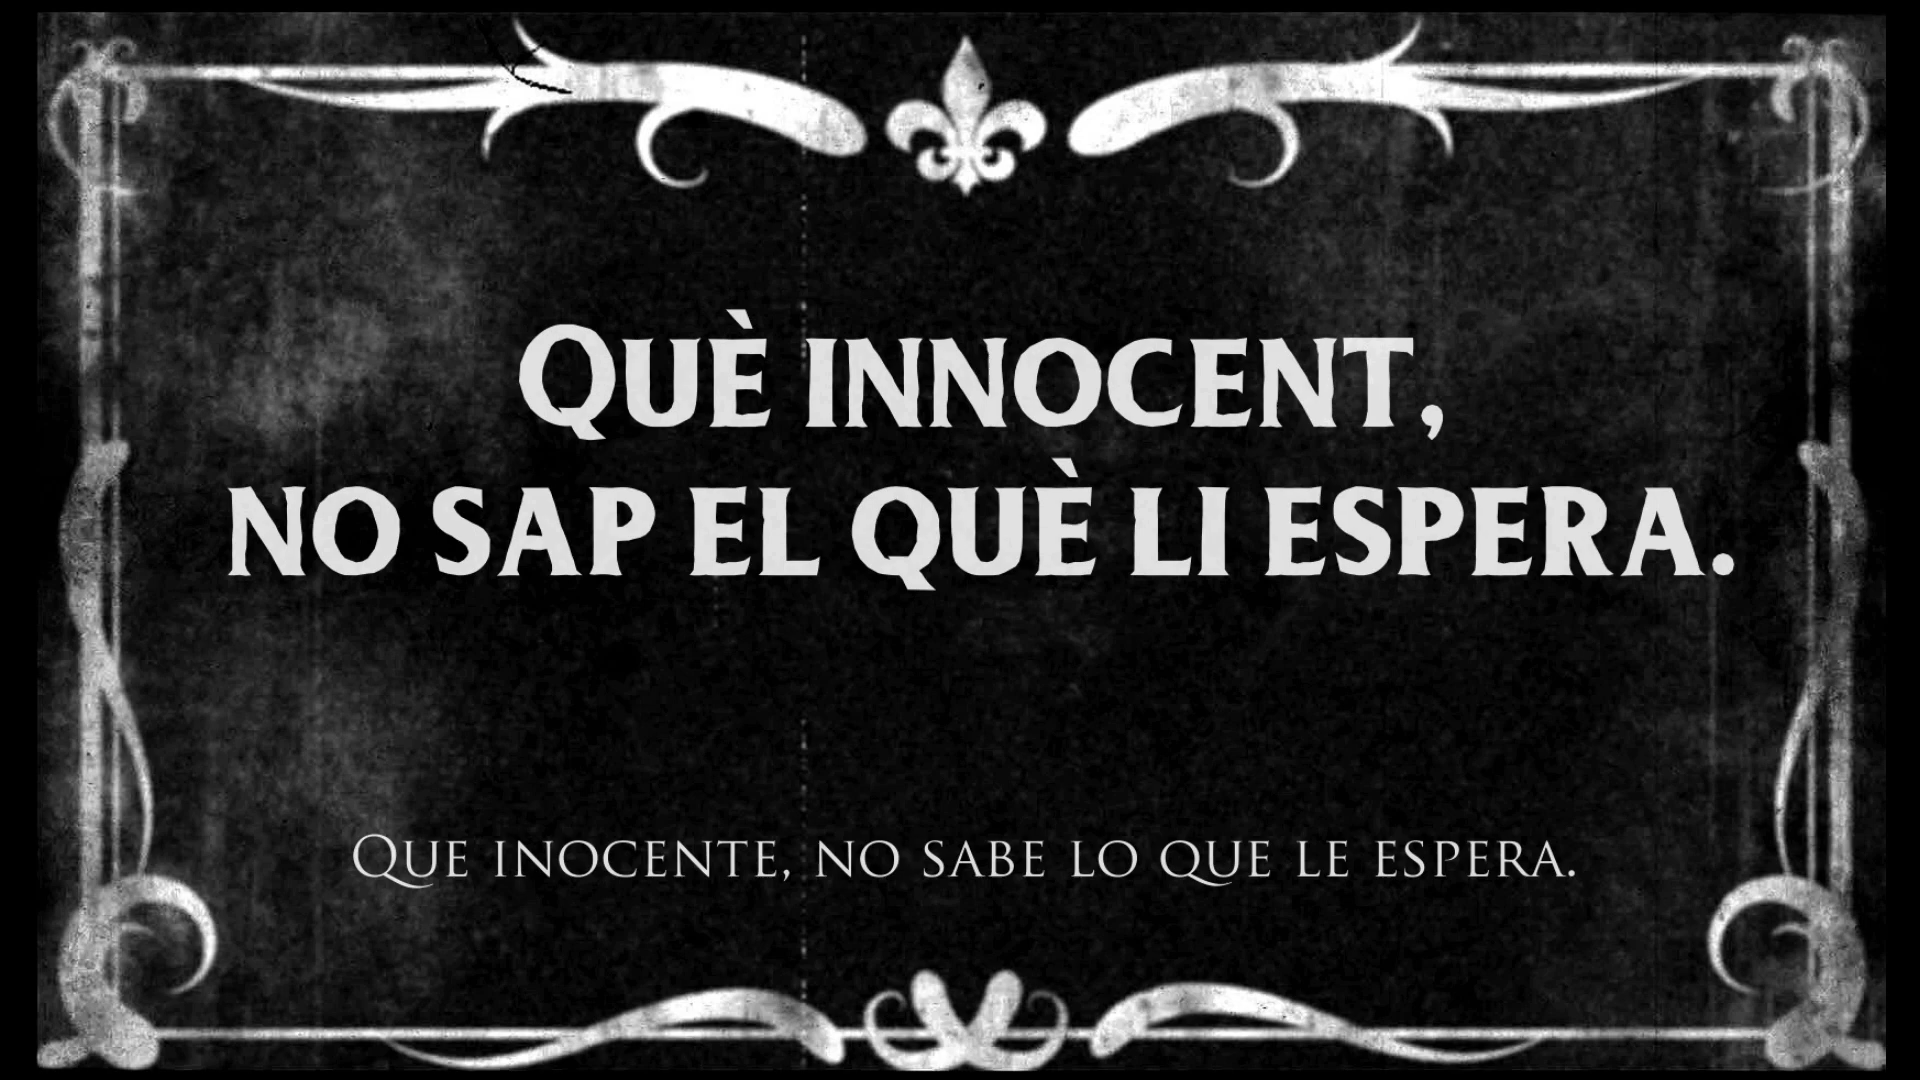 Què innocent,
no sap el què li espera.
Que inocente, no sabe lo que le espera.